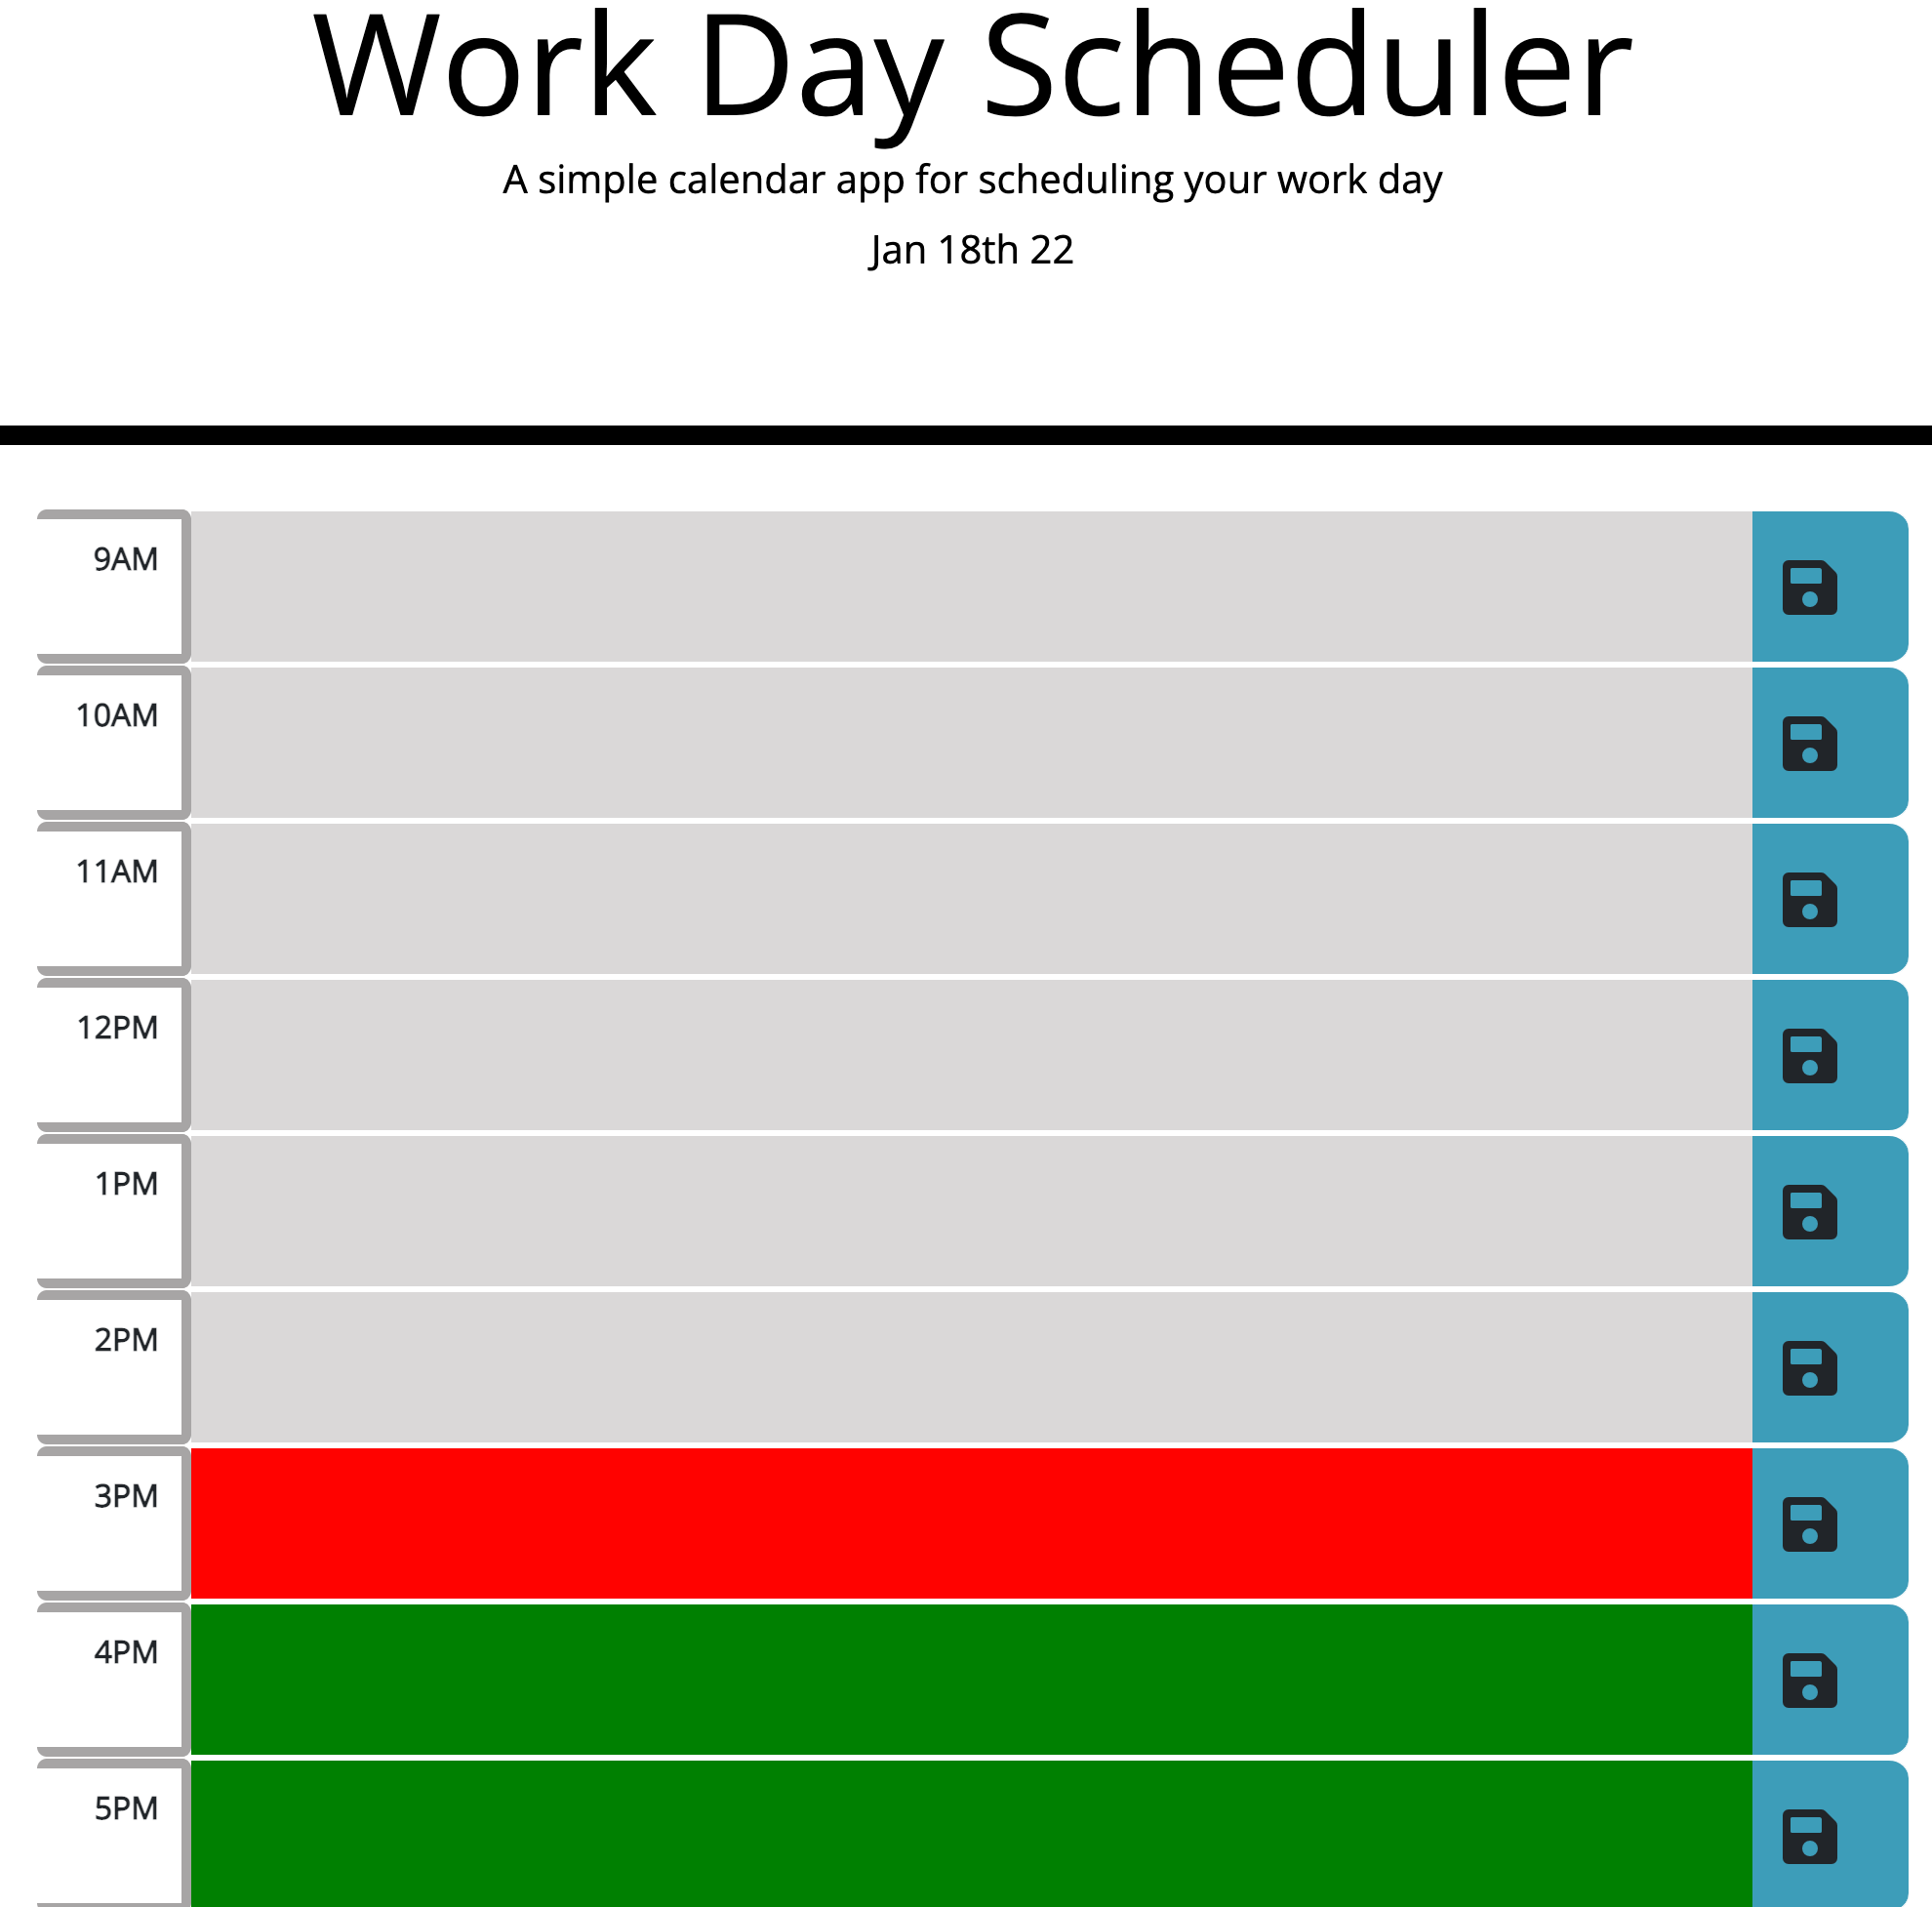 Work Day Scheduler
A simple calendar app for scheduling your work day
Jan 18th 22
9AM
10AM
11AM
12PM
1PM
2PM
3PM
4PM
5PM